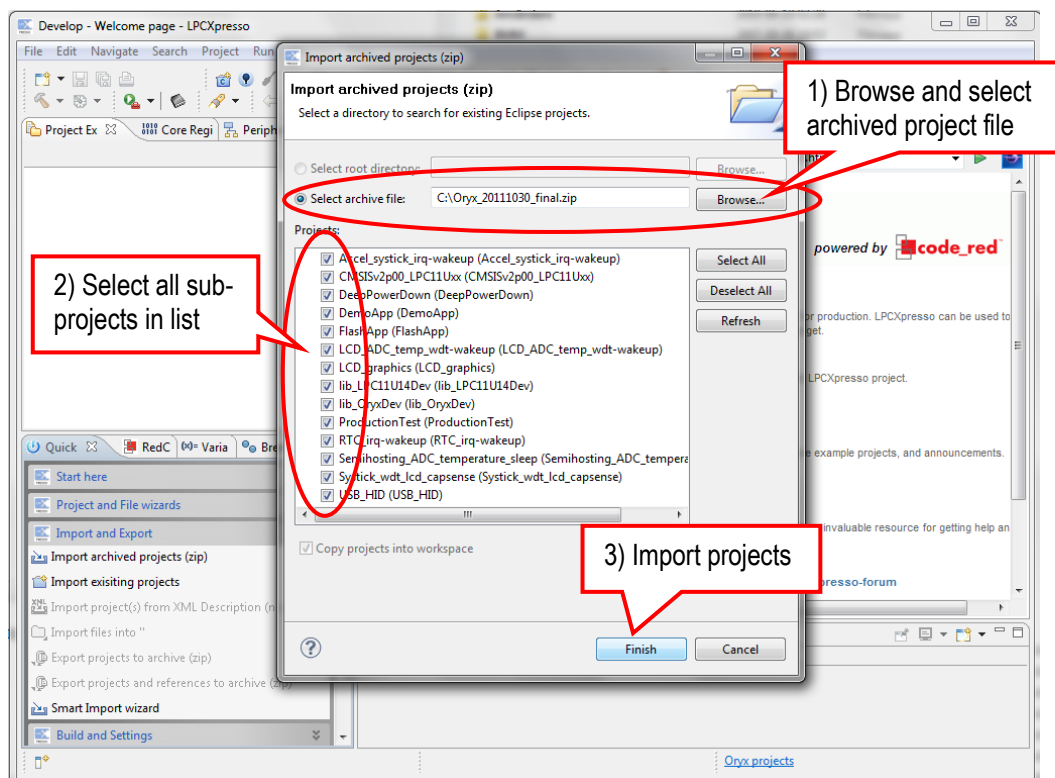 Develop - Welcome page - LPCXpresso
File Edit Navigate Search Project Run
Project Ex
Core Regi
Periph
Import archived projects (zip)
Import archived projects (zip)
Select a directory to search for existing Eclipse projects.
1) Browse and select
archived project file
Select root directory:
Browse...
Select archive file:
C:\Oryx_20111030_final.zip
Browse...
Projects:
Accel_systick_irq-wakeup (Accel_systick_irq-wakeup)
CMSISv2p00_LPC11Uxx (CMSISv2p00_LPC11Uxx)
DeepPowerDown (DeepPowerDown)
DemoApp (DemoApp)
FlashApp (FlashApp)
LCD_ADC_temp_wdt-wakeup (LCD_ADC_temp_wdt-wakeup)
LCD_graphics (LCD_graphics)
lib_LPC11U14Dev (lib_LPC11U14Dev)
lib_OryxDev (lib_OryxDev)
ProductionTest (ProductionTest)
RTC_irq-wakeup (RTC_irq-wakeup)
Semihosting_ADC_temperature_sleep (Semihosting_ADC_tempera
Systick_wdt_lcd_capsense (Systick_wdt_lcd_capsense)
USB_HID (USB_HID)
Select All
Deselect All
Refresh
2) Select all sub-
projects in list
powered by code_red
or production. LPCXpresso can be used to
get.
LPCXpresso project.
e example projects, and announcements.
invaluable resource for getting help an
presso-forum
Copy projects into workspace
3) Import projects
Finish
Cancel
Quick
RedC
(x)= Varia
Bre
Start here
Project and File wizards
Import and Export
Import archived projects (zip)
Import exisiting projects
Import project(s) from XML Description (n
Import files into ''
Export projects to archive (zip)
Export projects and references to archive (zip)
Smart Import wizard
Build and Settings
Oryx projects